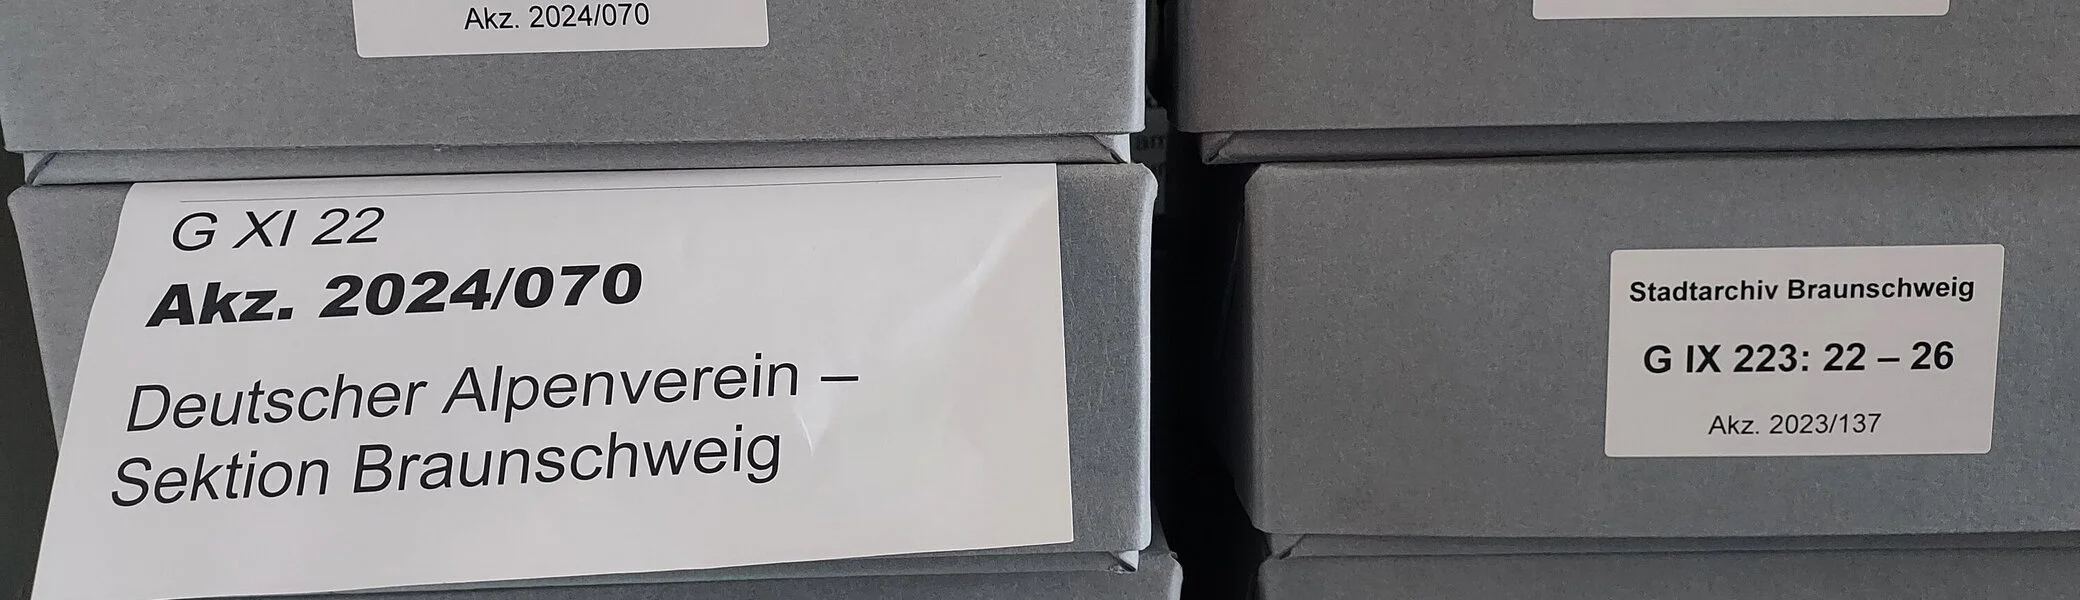 Akz. 2024/070
G XI 22
Akz. 2024/070
Deutscher Alpenverein –
Sektion Braunschweig
Stadtarchiv Braunschweig
G IX 223: 22 – 26
Akz. 2023/137